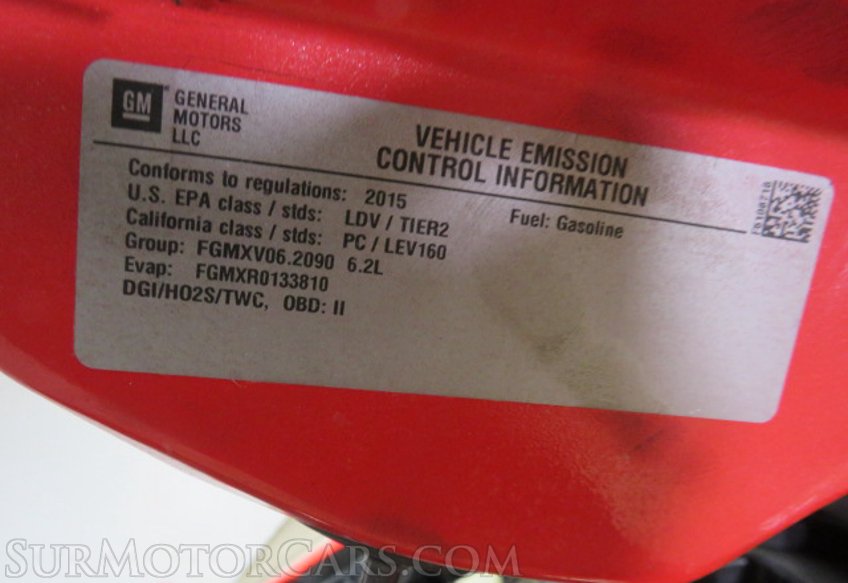 GM
GENERAL
MOTORS
LLC
VEHICLE EMISSION
CONTROL INFORMATION
Conforms to regulations: 2015
Fuel: Gasoline
U.S. EPA class / stds: LDV / TIER2
California class / stds: PC / LEV160
Group: FGMXV06.2090 6.2L
Evap: FGMXR0133810
DGI/HO2S/TWC, OBD: II
SURMOTORCARS.COM